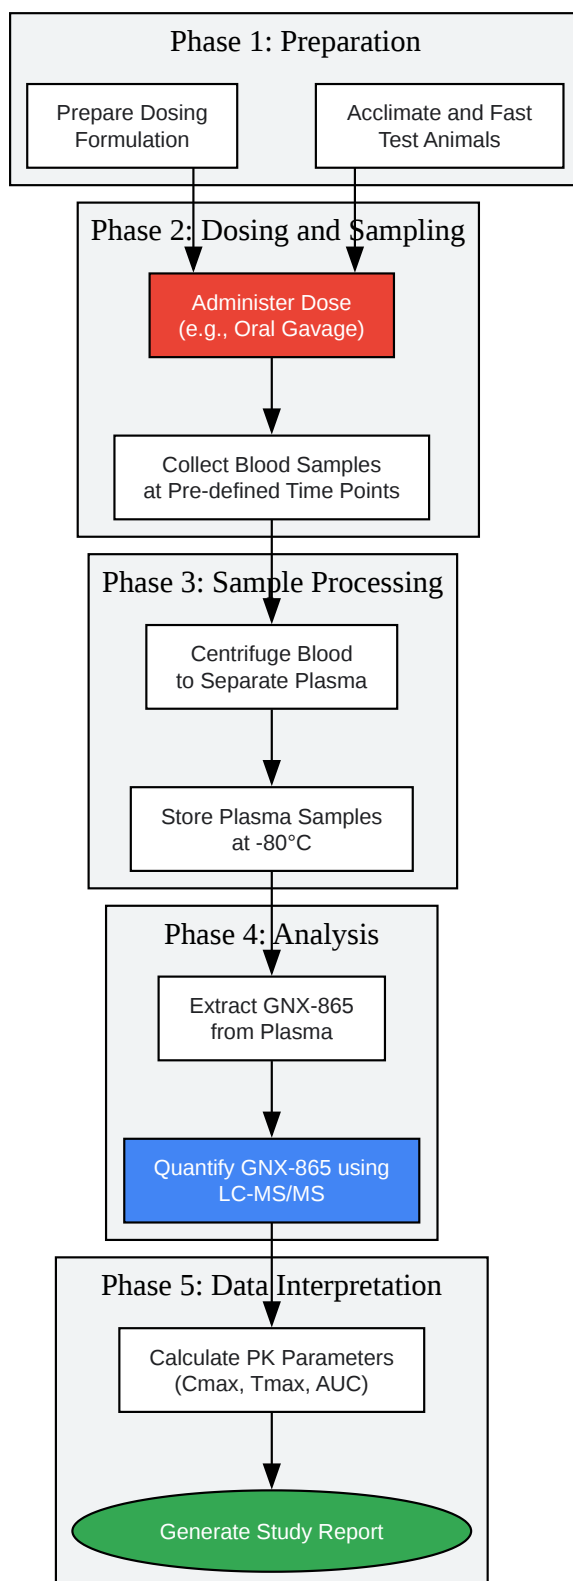 Phase 1: Preparation
Prepare Dosing
Formulation
Acclimate and Fast
Test Animals
Phase 2: Dosing and Sampling
Administer Dose
(e.g., Oral Gavage)
Collect Blood Samples
at Pre-defined Time Points
Phase 3: Sample Processing
Centrifuge Blood
to Separate Plasma
Store Plasma Samples
at -80°C
Phase 4: Analysis
Extract GNX-865
from Plasma
Quantify GNX-865 using
LC-MS/MS
Phase 5: Data Interpretation
Calculate PK Parameters
(Cmax, Tmax, AUC)
Generate Study Report